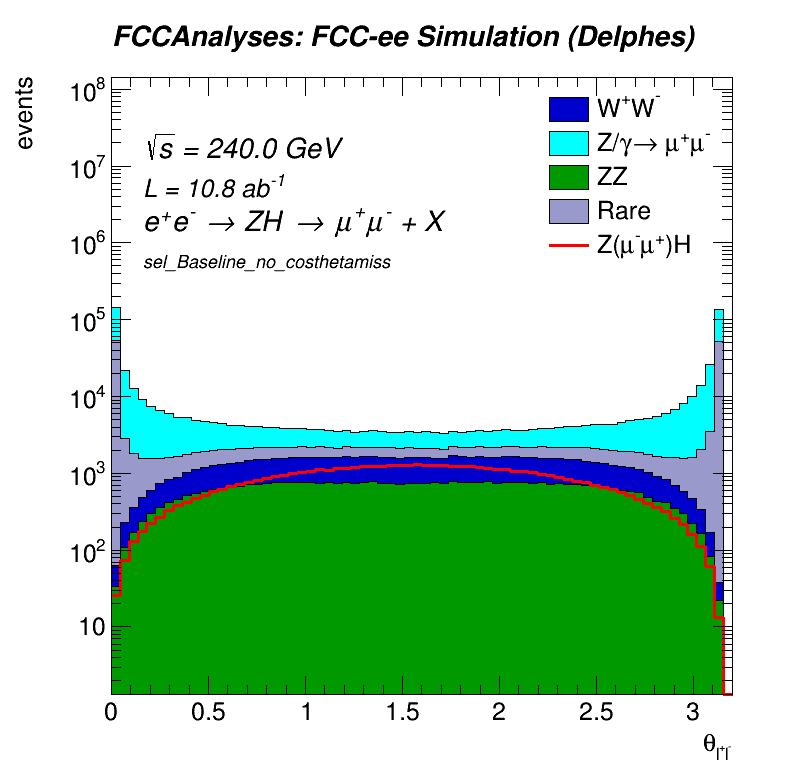 FCCAnalyses: FCC-ee Simulation (Delphes)
events
10⁸
10⁷
10⁶
10⁵
10⁴
10³
10²
10
√s = 240.0 GeV
L = 10.8 ab⁻¹
e⁺e⁻ → ZH → μ⁺μ⁻ + X
sel_Baseline_no_costhetamiss
W⁺W⁻
Z/γ→ μ⁺μ⁻
ZZ
Rare
Z(μ⁻μ⁺)H
0 0.5 1 1.5 2 2.5 3
θ_l⁺l⁻